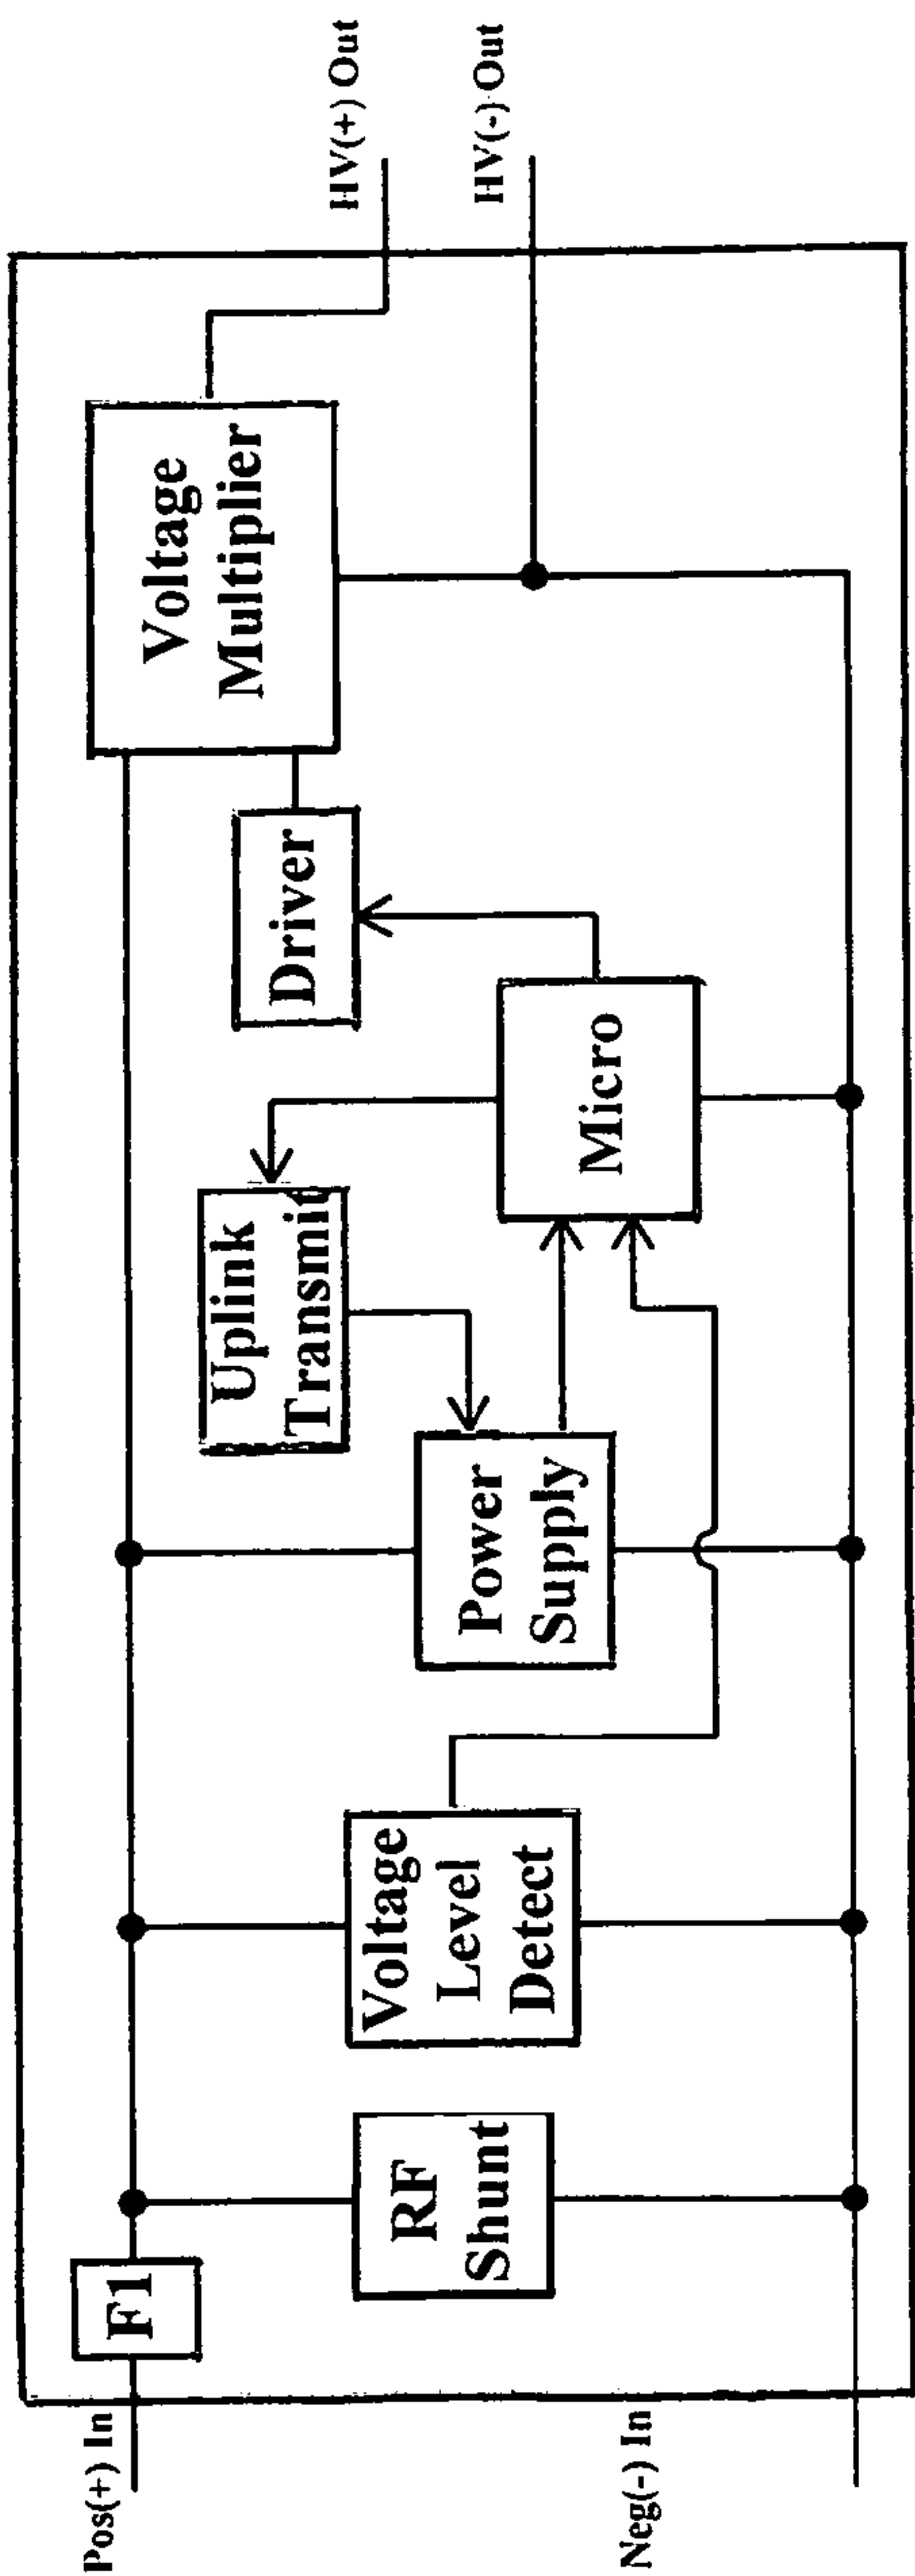 Pos(+) In
F1
RF
Shunt
Voltage
Level
Detect
Power
Supply
Uplink
Transmit
Micro
Driver
Voltage
Multiplier
HV(+) Out
HV(-) Out
Neg(-) In